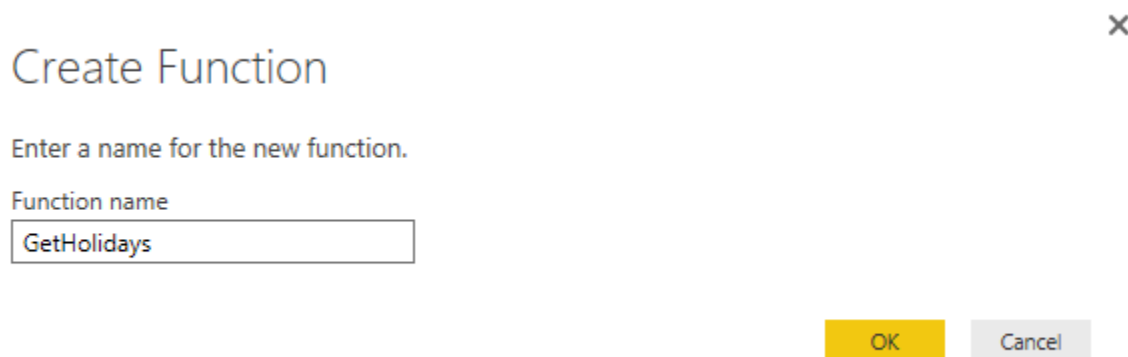 Create Function
Enter a name for the new function.
Function name
GetHolidays
OK Cancel